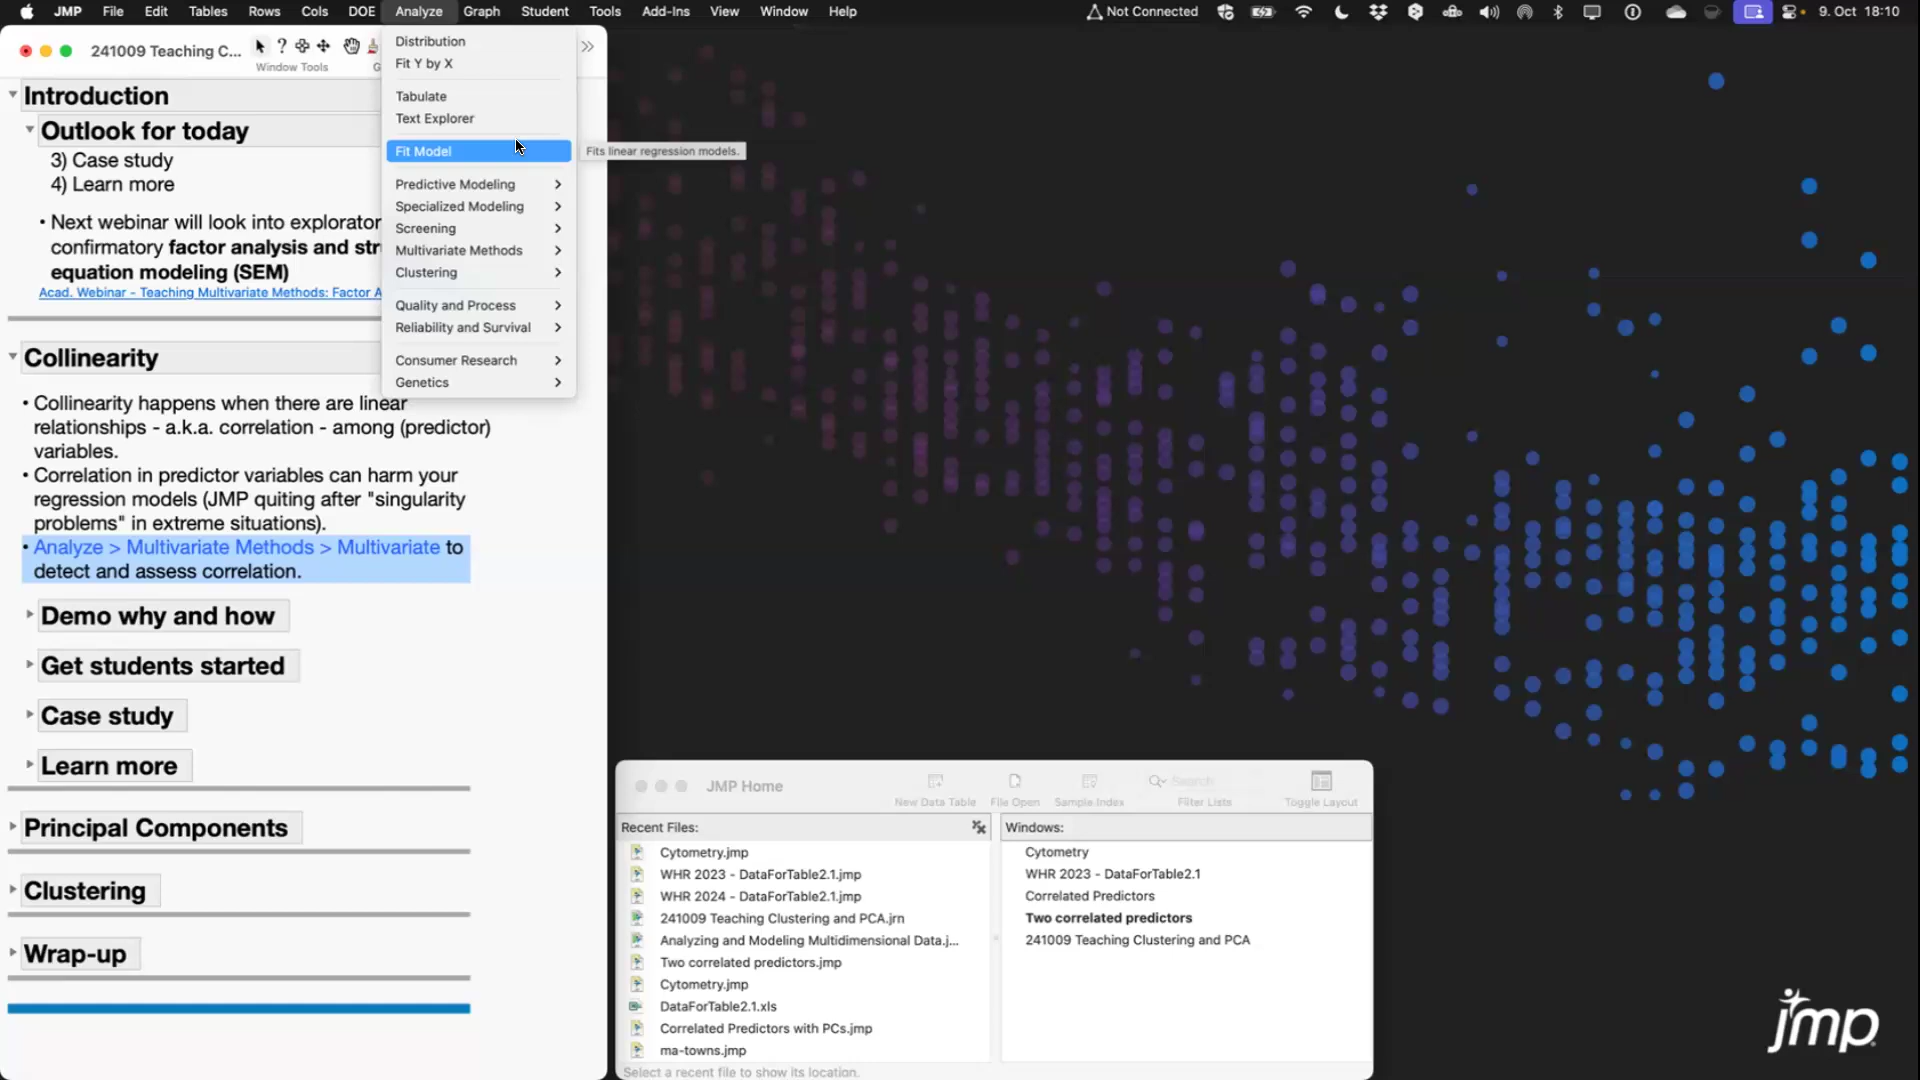 JMP File Edit Tables Rows Cols DOE Analyze Graph Student Tools Add-Ins View Window Help
Not Connected 9. Oct 18:10
241009 Teaching C...
Window Tools
Introduction
Outlook for today
3) Case study
4) Learn more
• Next webinar will look into explorator
confirmatory factor analysis and str
equation modeling (SEM)
Acad. Webinar - Teaching Multivariate Methods: Factor A
Collinearity
• Collinearity happens when there are linear
relationships - a.k.a. correlation - among (predictor)
variables.
• Correlation in predictor variables can harm your
regression models (JMP quiting after "singularity
problems" in extreme situations).
• Analyze > Multivariate Methods > Multivariate to
detect and assess correlation.
Demo why and how
Get students started
Case study
Learn more
Principal Components
Clustering
Wrap-up
Distribution
Fit Y by X
Tabulate
Text Explorer
Fit Model
Fits linear regression models.
Predictive Modeling
Specialized Modeling
Screening
Multivariate Methods
Clustering
Quality and Process
Reliability and Survival
Consumer Research
Genetics
JMP Home
New Data Table
File Open
Sample Index
Search
Filter Lists
Toggle Layout
Recent Files:
Cytometry.jmp
WHR 2023 - DataForTable2.1.jmp
WHR 2024 - DataForTable2.1.jmp
241009 Teaching Clustering and PCA.jrn
Analyzing and Modeling Multidimensional Data.j...
Two correlated predictors.jmp
Cytometry.jmp
DataForTable2.1.xls
Correlated Predictors with PCs.jmp
ma-towns.jmp
Select a recent file to show its location.
Windows:
Cytometry
WHR 2023 - DataForTable2.1
Correlated Predictors
Two correlated predictors
241009 Teaching Clustering and PCA
jmp